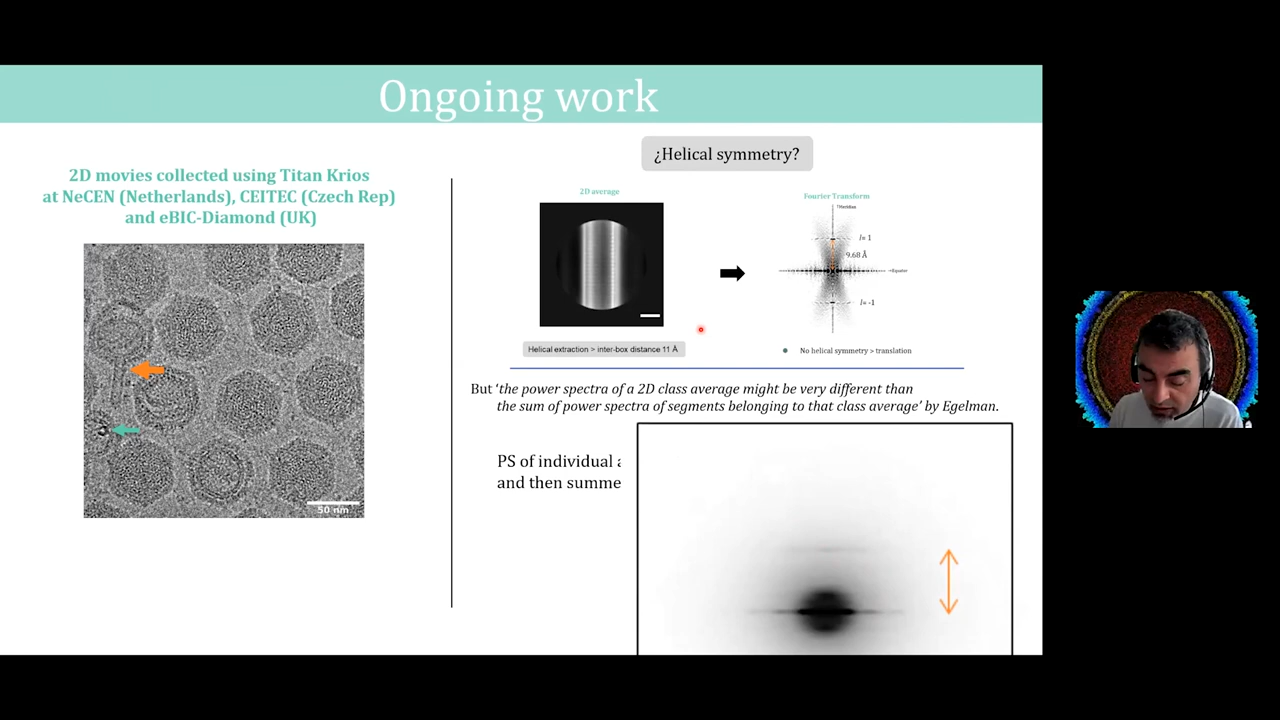 Ongoing work
2D movies collected using Titan Krios
at NeCEN (Netherlands), CEITEC (Czech Rep)
and eBIC-Diamond (UK)
50 nm
¿Helical symmetry?
2D average
Fourier Transform
Meridian
l= 1
9.68 Å
Equator
l= -1
Helical extraction > inter-box distance 11 Å
No helical symmetry > translation
But ‘the power spectra of a 2D class average might be very different than
the sum of power spectra of segments belonging to that class average’ by Egelman.
PS of individual
and then summe